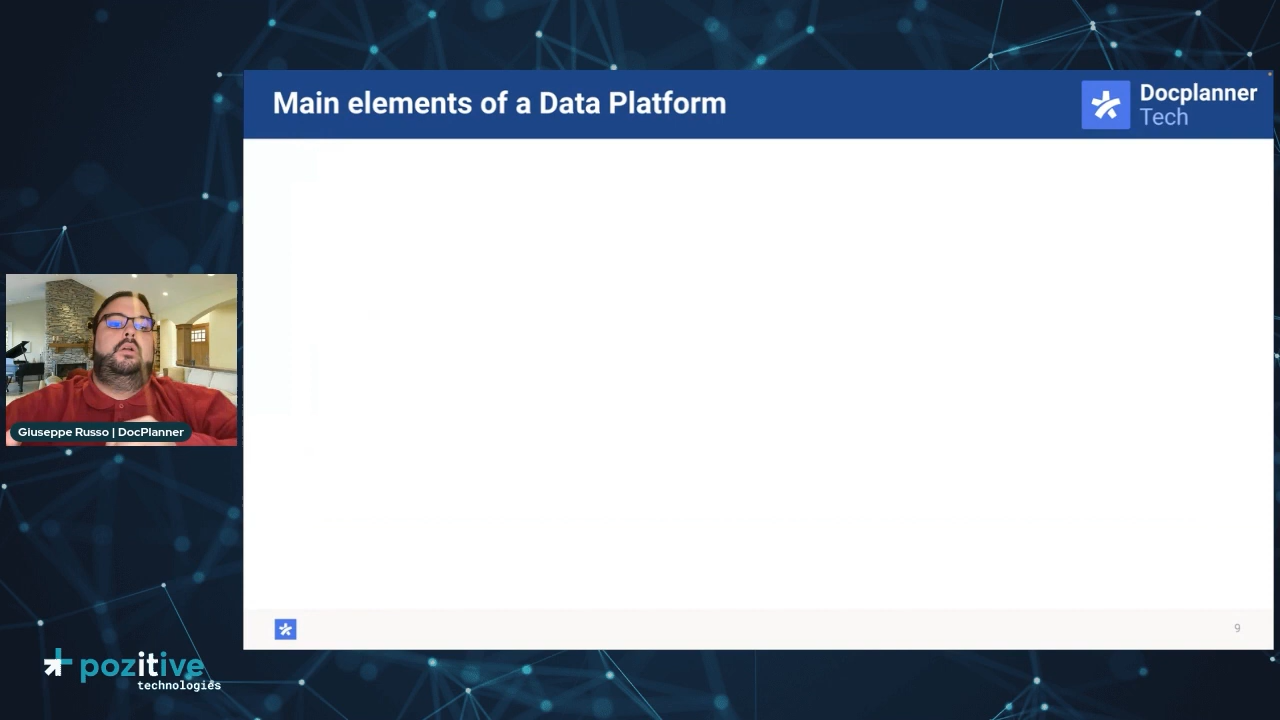 Main elements of a Data Platform
Docplanner
Tech
Giuseppe Russo | DocPlanner
9
pozitive
technologies